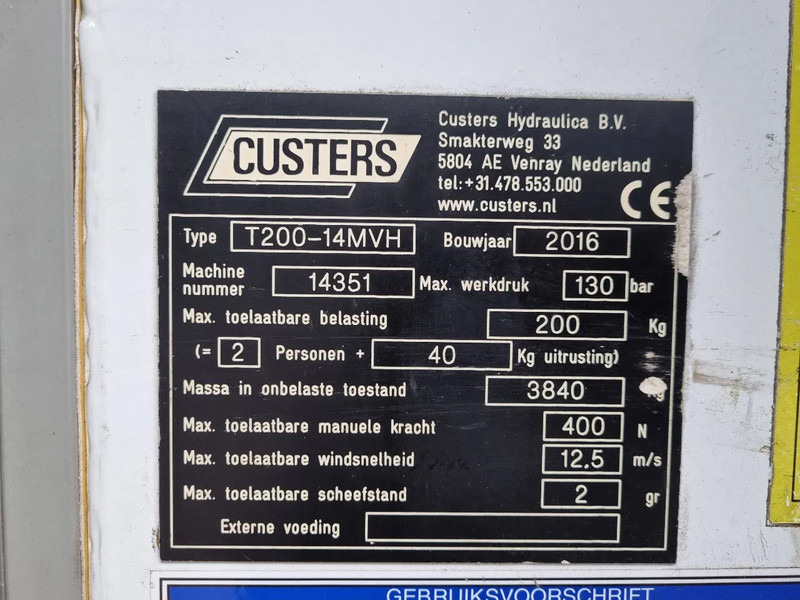 CUSTERS
Custers Hydraulica B.V.
Smakterweg 33
5804 AE Venray Nederland
tel:+31.478.553.000
www.custers.nl
CE
Type T200-14MVH Bouwjaar 2016
Machine nummer 14351 Max. werkdruk 130 bar
Max. toelaatbare belasting 200 Kg
(= 2 Personen + 40 Kg uitrusting)
Massa in onbelaste toestand 3840
Max. toelaatbare manuele kracht 400 N
Max. toelaatbare windsnelheid 12.5 m/s
Max. toelaatbare scheefstand 2 gr
Externe voeding
GEBRUIKSVOORSCHRIFT